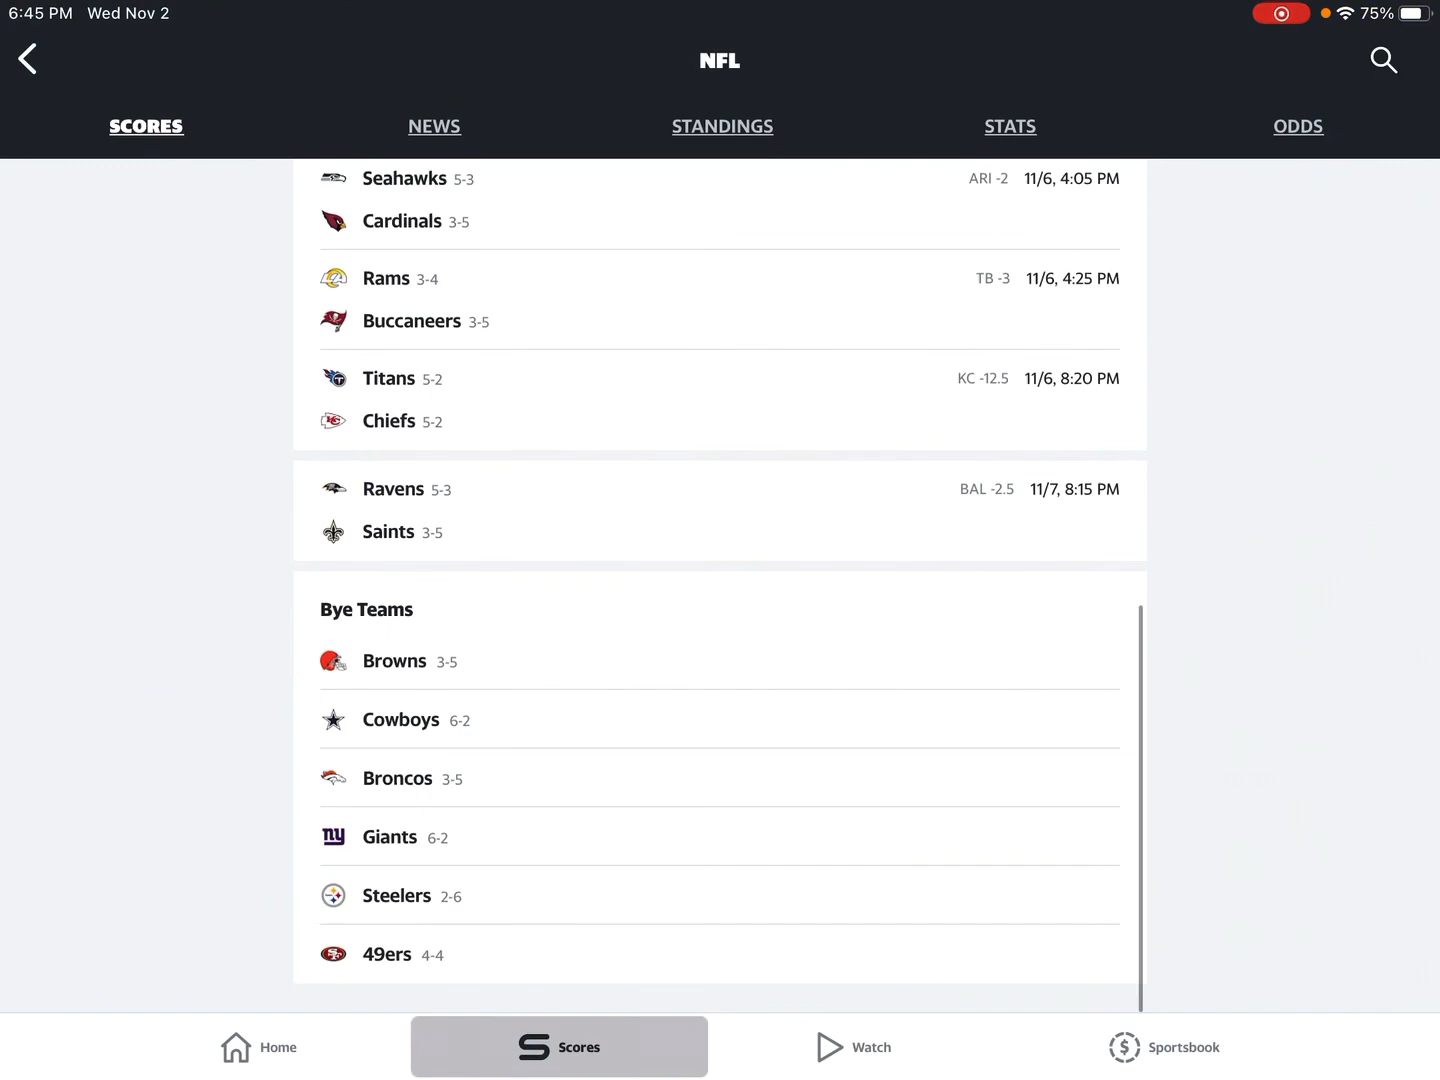 6:45 PM Wed Nov 2
75%
NFL
SCORES NEWS STANDINGS STATS ODDS
Seahawks 5-3 ARI -2 11/6, 4:05 PM
Cardinals 3-5
Rams 3-4 TB -3 11/6, 4:25 PM
Buccaneers 3-5
Titans 5-2 KC -12.5 11/6, 8:20 PM
Chiefs 5-2
Ravens 5-3 BAL -2.5 11/7, 8:15 PM
Saints 3-5
Bye Teams
Browns 3-5
Cowboys 6-2
Broncos 3-5
ny
Giants 6-2
Steelers 2-6
49ers 4-4
Home Scores Watch Sportsbook